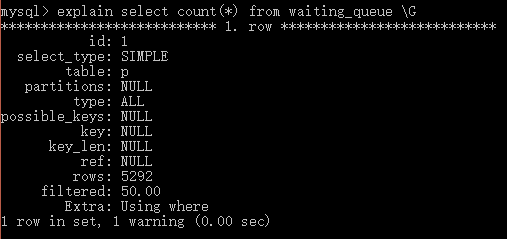 mysql> explain select count(*) from waiting_queue \G
*************************** 1. row ***************************
id: 1
select_type: SIMPLE
table: p
partitions: NULL
type: ALL
possible_keys: NULL
key: NULL
key_len: NULL
ref: NULL
rows: 5292
filtered: 50.00
Extra: Using where
1 row in set, 1 warning (0.00 sec)